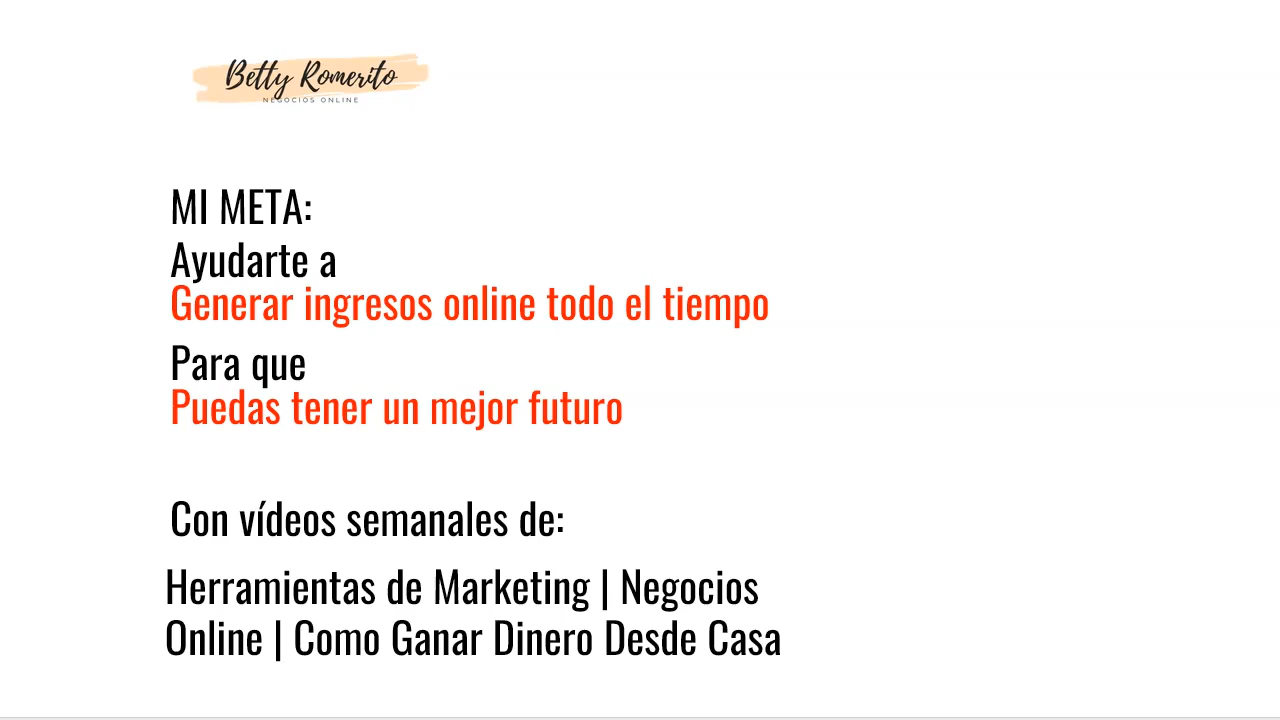 Betty Romerito
NEGOCIOS ONLINE
MI META:
Ayudarte a
Generar ingresos online todo el tiempo
Para que
Puedas tener un mejor futuro
Con vídeos semanales de:
Herramientas de Marketing | Negocios
Online | Como Ganar Dinero Desde Casa